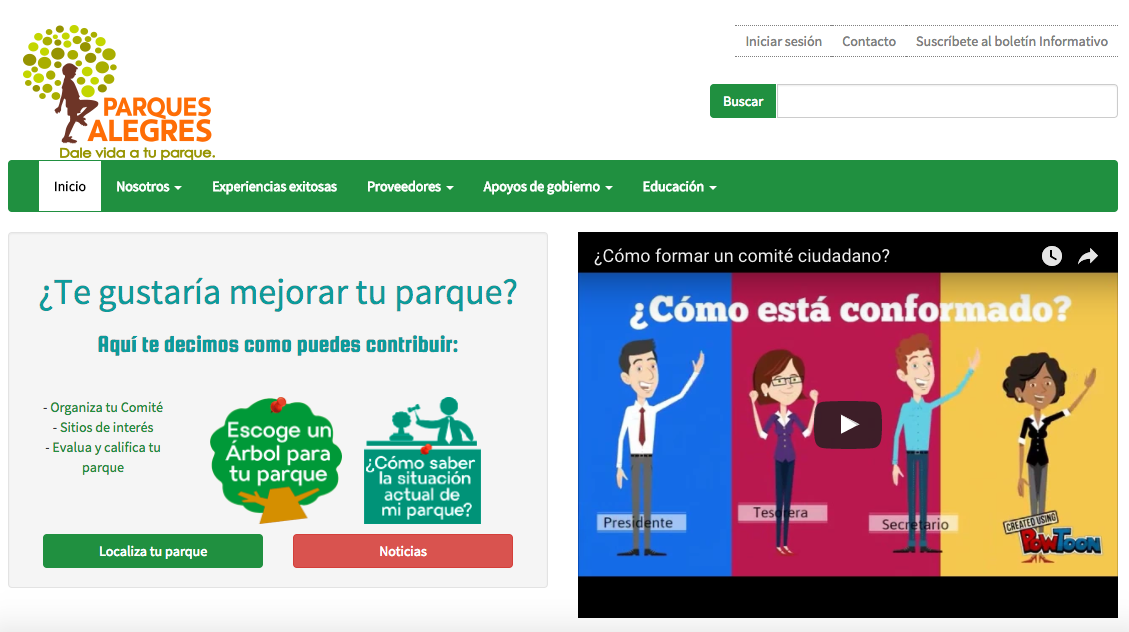 Iniciar sesión Contacto Suscríbete al boletín Informativo
PARQUES
ALEGRES
Dale vida a tu parque.
Buscar
Inicio Nosotros Experiencias exitosas Proveedores Apoyos de gobierno Educación
¿Te gustaría mejorar tu parque?
Aquí te decimos como puedes contribuir:
- Organiza tu Comité
- Sitios de interés
- Evalua y califica tu
parque
Escoge un
Árbol para
tu parque
¿Cómo saber
la situación
actual de
mi parque?
Localiza tu parque
Noticias
¿Cómo formar un comité ciudadano?
¿Cómo está conformado?
Presidente
Tesorera
Secretario
CREATED USING
POWTOON